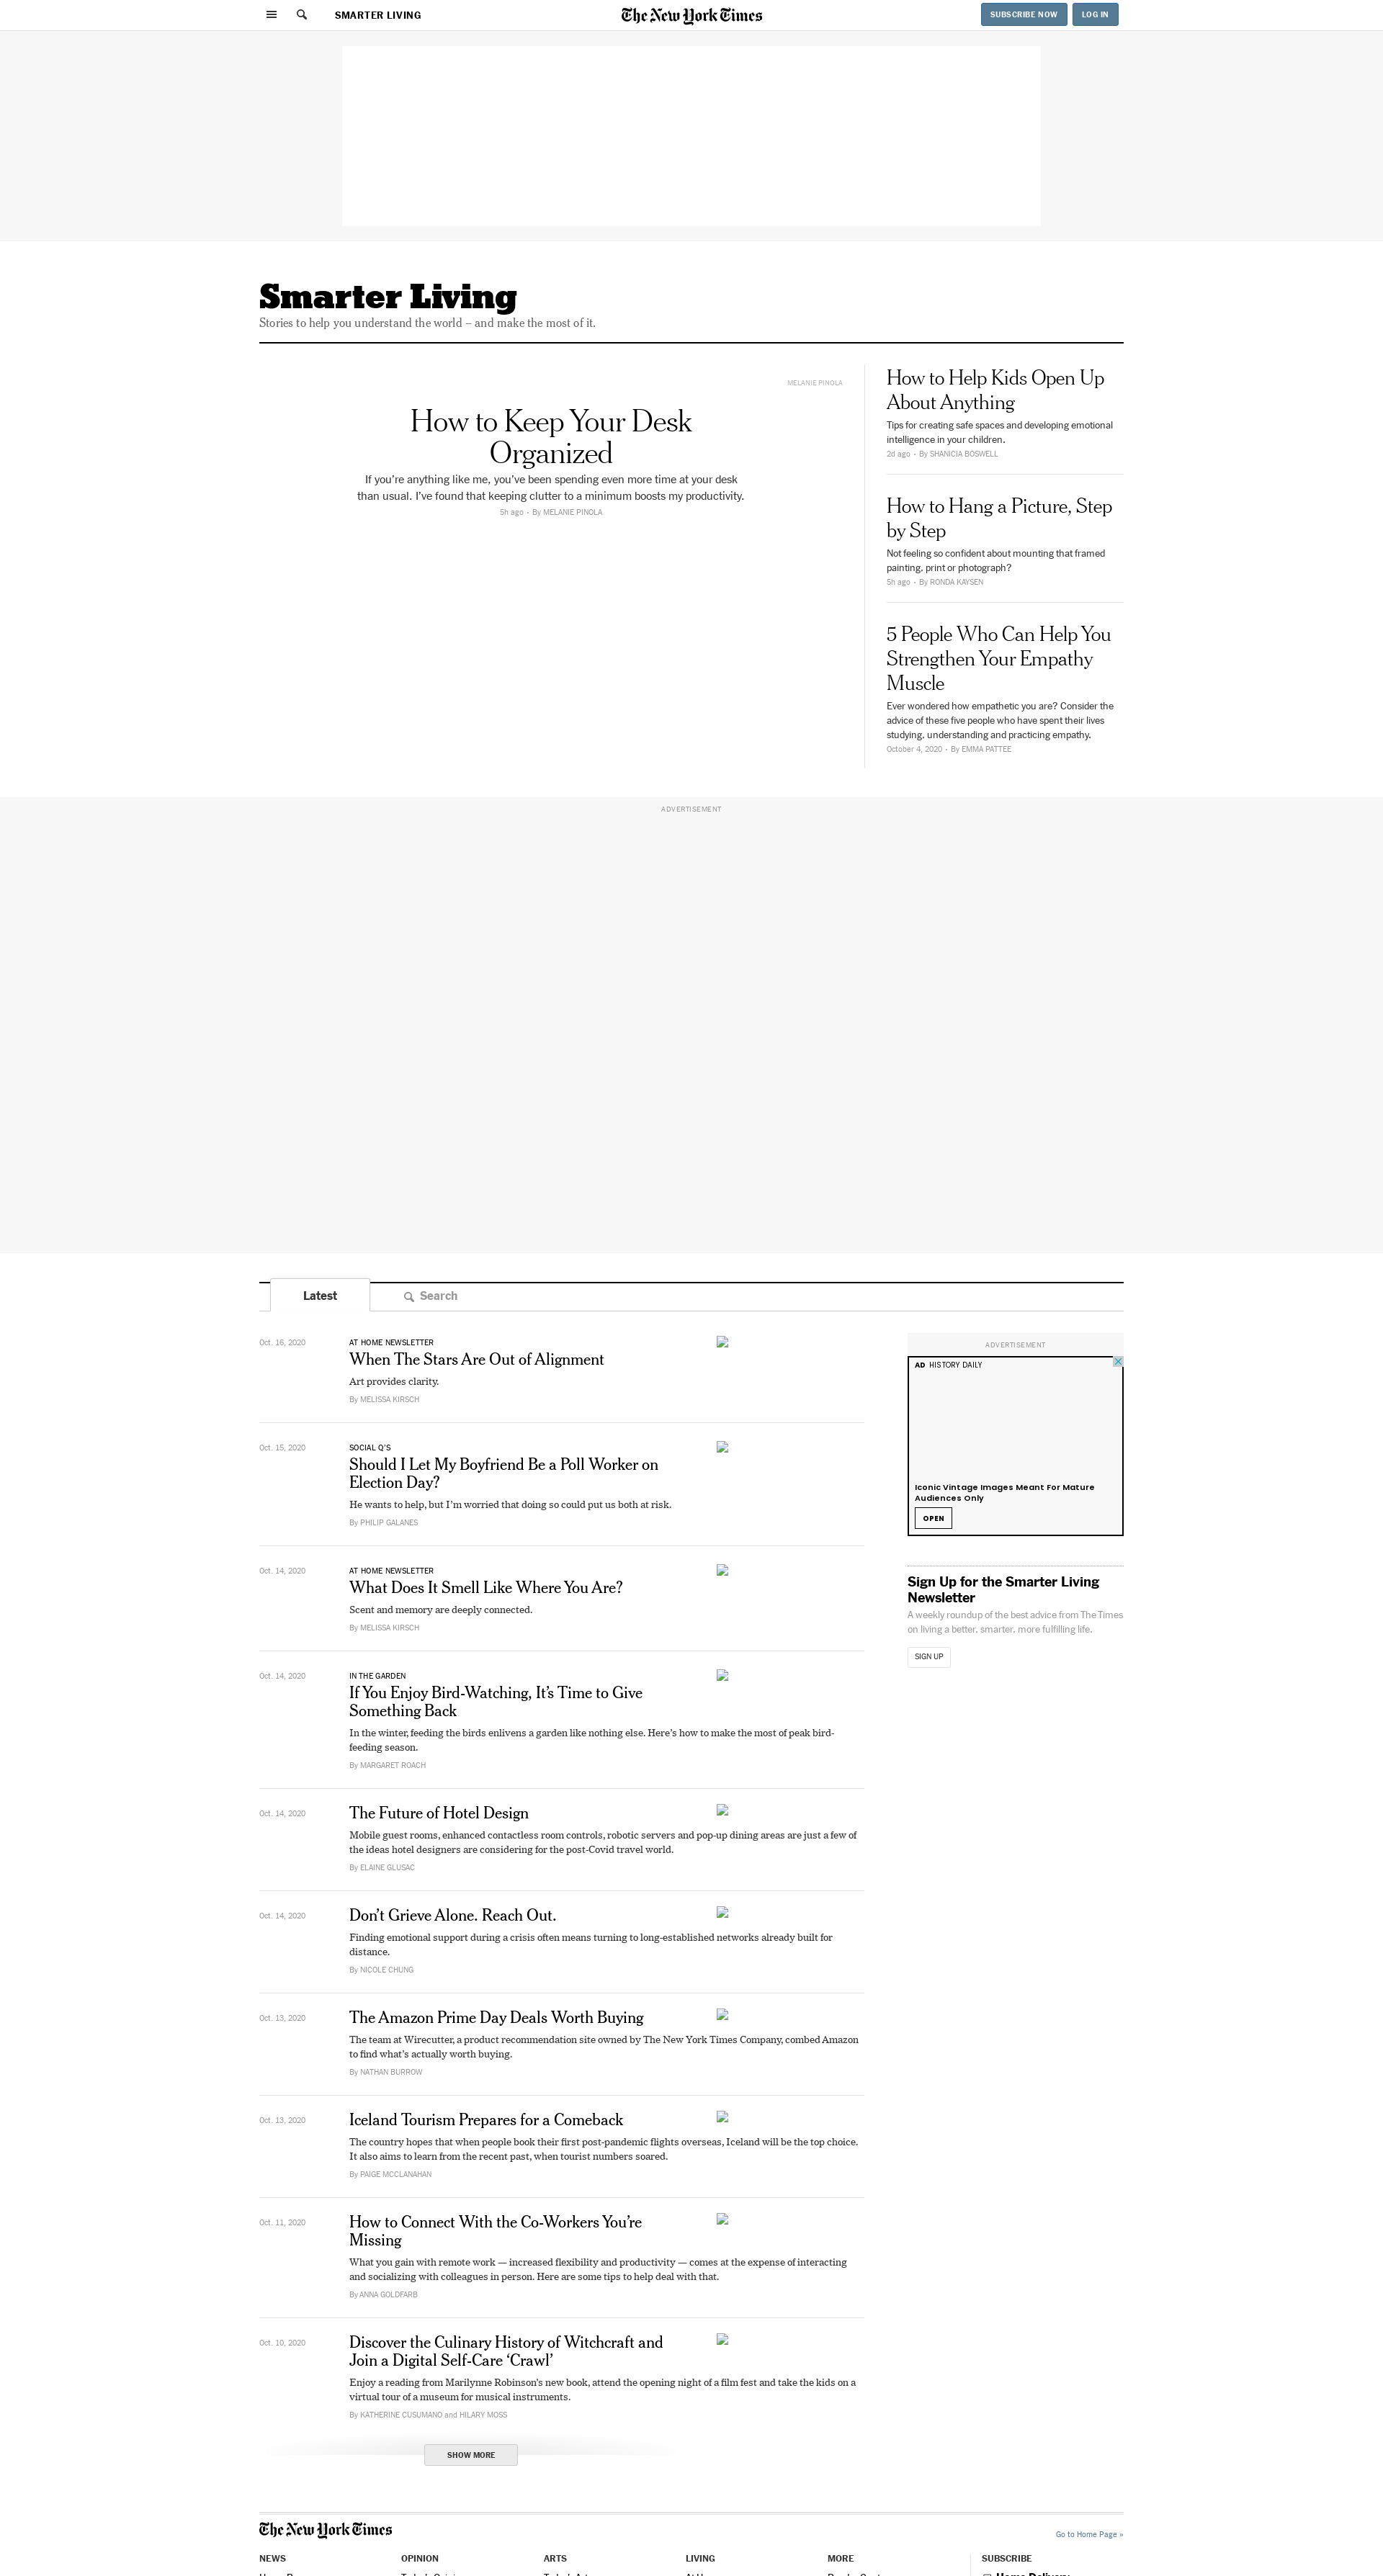 SMARTER LIVING
The New York Times
SUBSCRIBE NOW
LOG IN
Smarter Living
Stories to help you understand the world – and make the most of it.
MELANIE PINOLA
How to Keep Your Desk
Organized
If you’re anything like me, you’ve been spending even more time at your desk
than usual. I’ve found that keeping clutter to a minimum boosts my productivity.
5h ago • By MELANIE PINOLA
How to Help Kids Open Up
About Anything
Tips for creating safe spaces and developing emotional
intelligence in your children.
2d ago • By SHANICIA BOSWELL
How to Hang a Picture, Step
by Step
Not feeling so confident about mounting that framed
painting, print or photograph?
5h ago • By RONDA KAYSEN
5 People Who Can Help You
Strengthen Your Empathy
Muscle
Ever wondered how empathetic you are? Consider the
advice of these five people who have spent their lives
studying, understanding and practicing empathy.
October 4, 2020 • By EMMA PATTEE
ADVERTISEMENT
Latest
Search
Oct. 16, 2020
AT HOME NEWSLETTER
When The Stars Are Out of Alignment
Art provides clarity.
By MELISSA KIRSCH
Oct. 15, 2020
SOCIAL Q’S
Should I Let My Boyfriend Be a Poll Worker on
Election Day?
He wants to help, but I’m worried that doing so could put us both at risk.
By PHILIP GALANES
Oct. 14, 2020
AT HOME NEWSLETTER
What Does It Smell Like Where You Are?
Scent and memory are deeply connected.
By MELISSA KIRSCH
Oct. 14, 2020
IN THE GARDEN
If You Enjoy Bird-Watching, It’s Time to Give
Something Back
In the winter, feeding the birds enlivens a garden like nothing else. Here’s how to make the most of peak bird-
feeding season.
By MARGARET ROACH
Oct. 14, 2020
The Future of Hotel Design
Mobile guest rooms, enhanced contactless room controls, robotic servers and pop-up dining areas are just a few of
the ideas hotel designers are considering for the post-Covid travel world.
By ELAINE GLUSAC
Oct. 14, 2020
Don’t Grieve Alone. Reach Out.
Finding emotional support during a crisis often means turning to long-established networks already built for
distance.
By NICOLE CHUNG
Oct. 13, 2020
The Amazon Prime Day Deals Worth Buying
The team at Wirecutter, a product recommendation site owned by The New York Times Company, combed Amazon
to find what’s actually worth buying.
By NATHAN BURROW
Oct. 13, 2020
Iceland Tourism Prepares for a Comeback
The country hopes that when people book their first post-pandemic flights overseas, Iceland will be the top choice.
It also aims to learn from the recent past, when tourist numbers soared.
By PAIGE MCCLANAHAN
Oct. 11, 2020
How to Connect With the Co-Workers You’re
Missing
What you gain with remote work — increased flexibility and productivity — comes at the expense of interacting
and socializing with colleagues in person. Here are some tips to help deal with that.
By ANNA GOLDFARB
Oct. 10, 2020
Discover the Culinary History of Witchcraft and
Join a Digital Self-Care ‘Crawl’
Enjoy a reading from Marilynne Robinson’s new book, attend the opening night of a film fest and take the kids on a
virtual tour of a museum for musical instruments.
By KATHERINE CUSUMANO and HILARY MOSS
SHOW MORE
ADVERTISEMENT
AD HISTORY DAILY
Iconic Vintage Images Meant For Mature
Audiences Only
OPEN
Sign Up for the Smarter Living
Newsletter
A weekly roundup of the best advice from The Times
on living a better, smarter, more fulfilling life.
SIGN UP
The New York Times
Go to Home Page »
NEWS
OPINION
ARTS
LIVING
MORE
SUBSCRIBE